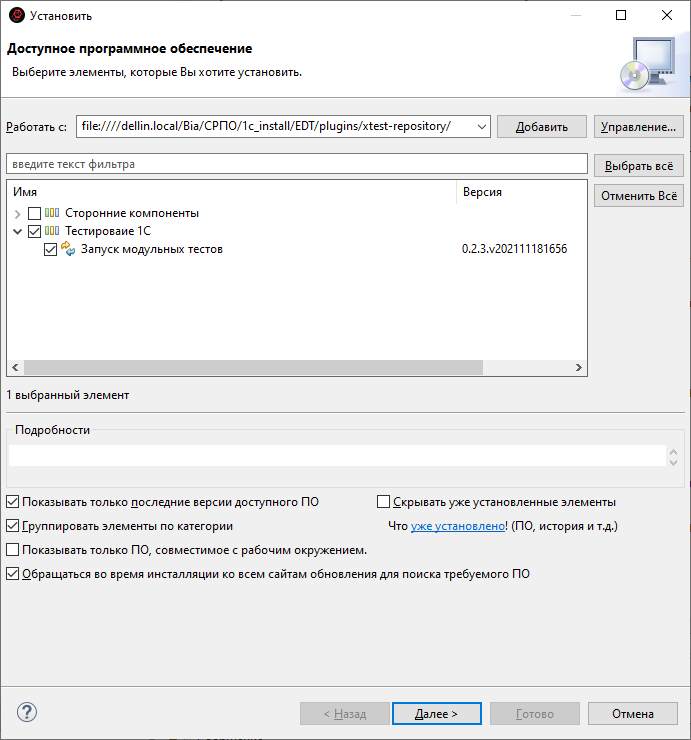 Установить
Доступное программное обеспечение
Выберите элементы, которые Вы хотите установить.
Работать с: file:////dellin.local/Bia/СРПО/1c_install/EDT/plugins/xtest-repository/ Добавить Управление...
введите текст фильтра Выбрать всё
Имя Версия Отменить Всё
Сторонние компоненты
Тестироваие 1С
Запуск модульных тестов 0.2.3.v202111181656
1 выбранный элемент
Подробности
Показывать только последние версии доступного ПО Скрывать уже установленные элементы
Группировать элементы по категории Что уже установлено! (ПО, история и т.д.)
Показывать только ПО, совместимое с рабочим окружением.
Обращаться во время инсталляции ко всем сайтам обновления для поиска требуемого ПО
? < Назад Далее > Готово Отмена